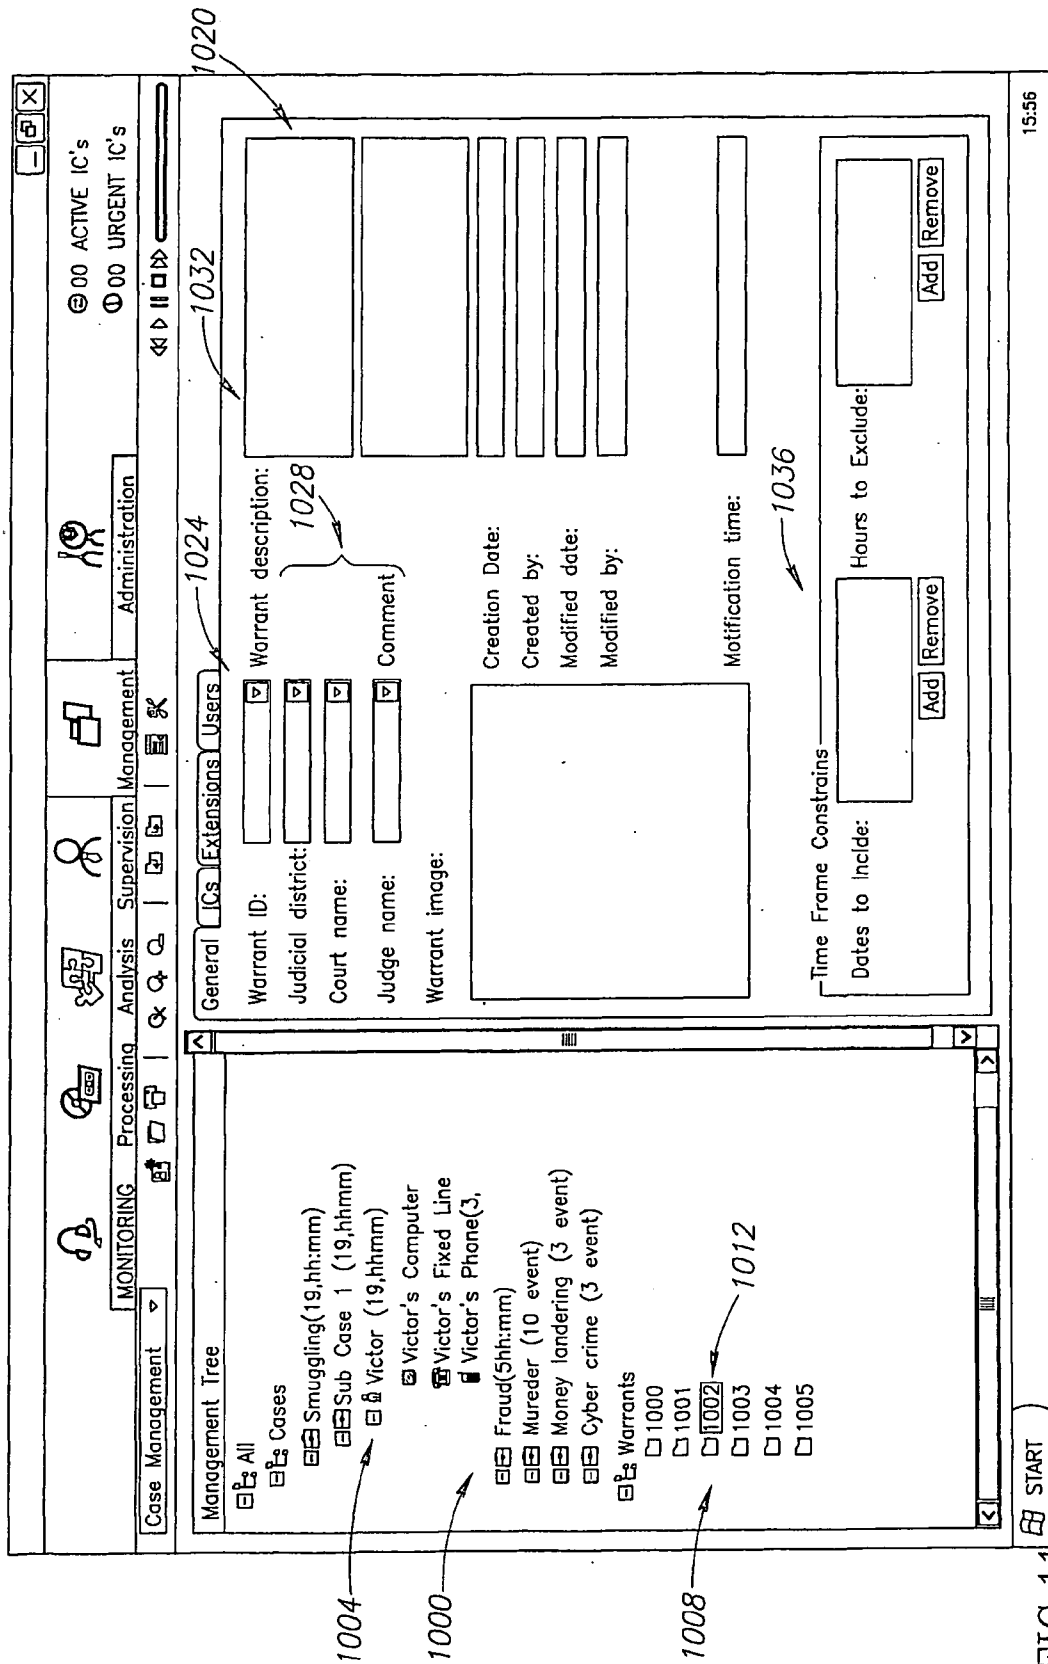 00 ACTIVE IC's
00 URGENT IC's
MONITORING
Processing
Analysis
Supervision
Management
Administration
Case Management
Management Tree
All
Cases
Smuggling(19,hh:mm)
Sub Case 1 (19,hhmm)
Victor (19,hhmm)
Victor's Computer
Victor's Fixed Line
Victor's Phone(3,
Fraud(5hh:mm)
Mureder (10 event)
Money landering (3 event)
Cyber crime (3 event)
Warrants
1000
1001
1002
1003
1004
1005
1004
1000
1008
1012
General
ICs
Extensions
Users
1024
1032
1020
Warrant ID:
Warrant description:
Judicial district:
Court name:
1028
Judge name:
Comment
Warrant image:
Creation Date:
Created by:
Modified date:
Modified by:
Motification time:
1036
Time Frame Constrains
Dates to Inclde:
Hours to Exclude:
Add
Remove
Add
Remove
START
15:56